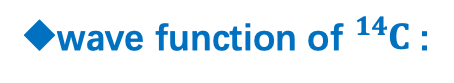 ◆wave function of ¹⁴C :